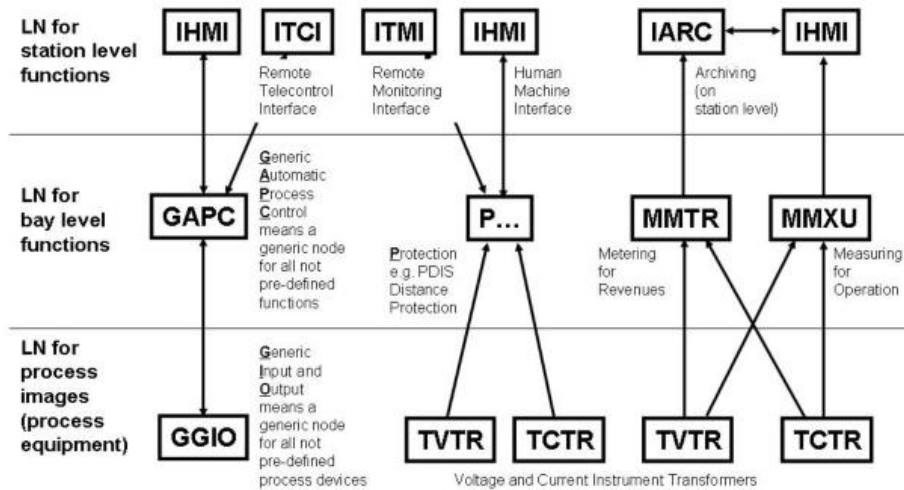 LN for
station level
functions
IHMI
ITCI
ITMI
IHMI
IARC
IHMI
Remote
Telecontrol
Interface
Remote
Monitoring
Interface
Human
Machine
Interface
Archiving
(on
station level)
LN for
bay level
functions
GAPC
Generic
Automatic
Process
Control
means a
generic node
for all not
pre-defined
functions
P...
Protection
e.g. PDIS
Distance
Protection
MMTR
Metering
for
Revenues
MMXU
Measuring
for
Operation
LN for
process
images
(process
equipment)
GGIO
Generic
Input and
Output
means a
generic node
for all not
pre-defined
process devices
TVTR
TCTR
TVTR
TCTR
Voltage and Current Instrument Transformers